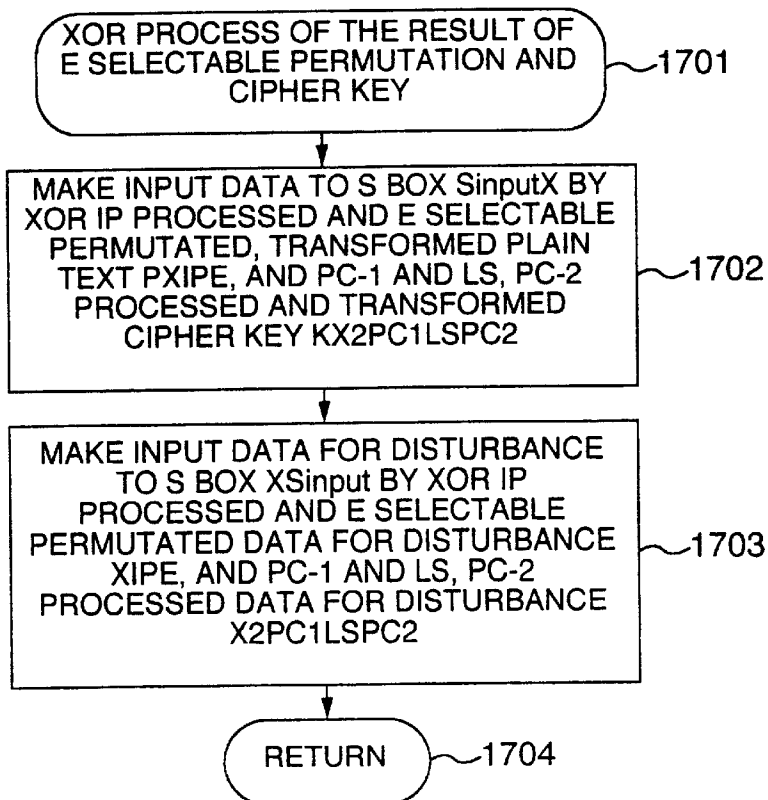 XOR PROCESS OF THE RESULT OF
E SELECTABLE PERMUTATION AND
CIPHER KEY
1701
MAKE INPUT DATA TO S BOX SinputX BY
XOR IP PROCESSED AND E SELECTABLE
PERMUTATED, TRANSFORMED PLAIN
TEXT PXIPE, AND PC-1 AND LS, PC-2
PROCESSED AND TRANSFORMED
CIPHER KEY KX2PC1LSPC2
1702
MAKE INPUT DATA FOR DISTURBANCE
TO S BOX XSinput BY XOR IP
PROCESSED AND E SELECTABLE
PERMUTATED DATA FOR DISTURBANCE
XIPE, AND PC-1 AND LS, PC-2
PROCESSED DATA FOR DISTURBANCE
X2PC1LSPC2
1703
RETURN
1704